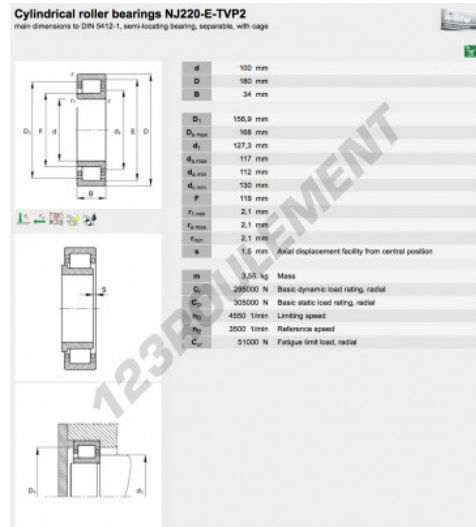 Cylindrical roller bearings NJ220-E-TVP2
main dimensions to DIN 5412-1, semi-locating bearing, separable, with cage
d 100 mm
D 180 mm
B 34 mm
D₁ 156,9 mm
Da max 168 mm
d₁ 127,3 mm
da max 117 mm
da min 112 mm
dc min 130 mm
F 119 mm
r1 min 2,1 mm
ra max 2,1 mm
rmin 2,1 mm
s 1,5 mm Axial displacement facility from central position
m 3,55 kg Mass
Cr 295000 N Basic dynamic load rating, radial
C0r 305000 N Basic static load rating, radial
nG 4550 1/min Limiting speed
3500 1/min Reference speed
Cur 51000 N Fatigue limit load, radial
r
r₁ r
D₁ F d d₁ E D
B
S
D₁ d₁
123ROULEMENT